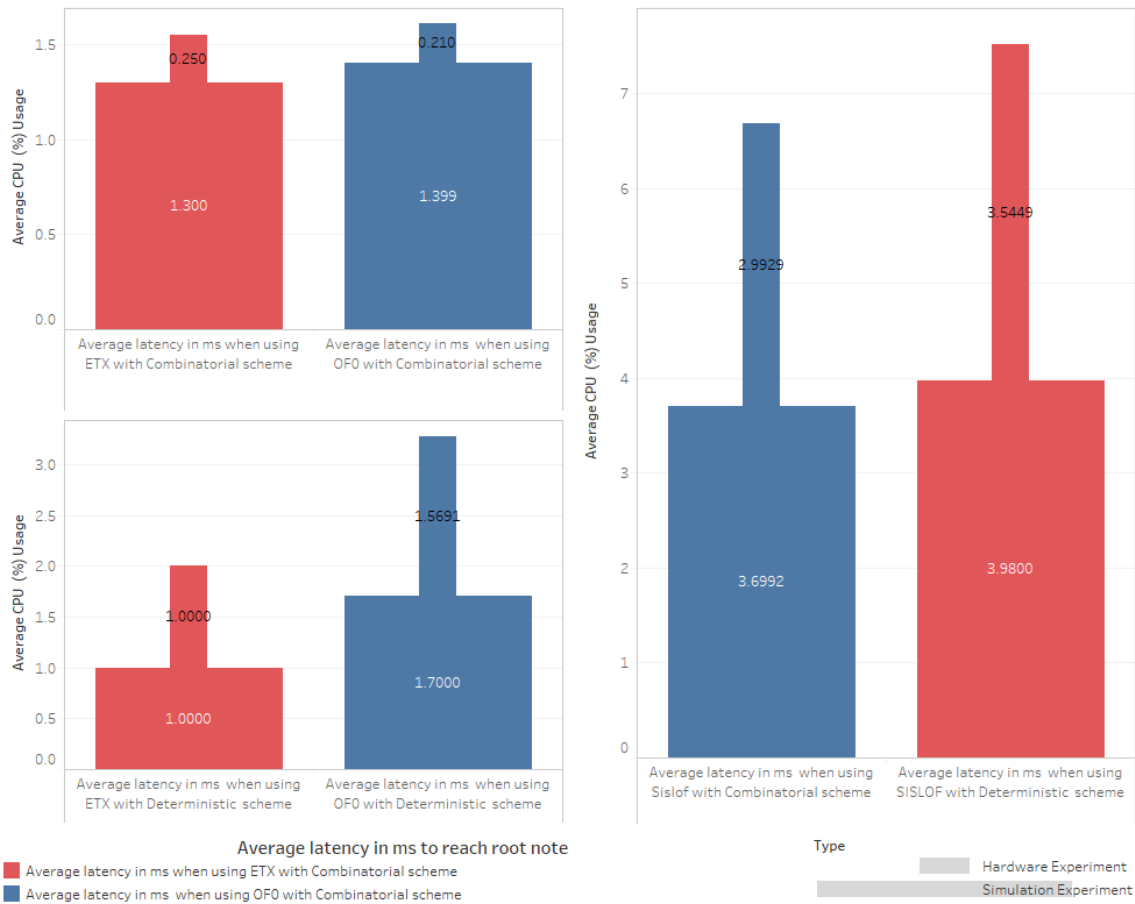 Average CPU (%) Usage
1.5
1.0
0.5
0.0
0.250
0.210
1.300
1.399
Average latency in ms when using
ETX with Combinatorial scheme
Average latency in ms when using
OF0 with Combinatorial scheme
Average CPU (%) Usage
3.0
2.5
2.0
1.5
1.0
0.5
0.0
1.5691
1.0000
1.7000
1.0000
Average latency in ms when using
ETX with Deterministic scheme
Average latency in ms when using
OF0 with Deterministic scheme
Average CPU (%) Usage
7
6
5
4
3
2
1
0
3.5449
2.9929
3.6992
3.9800
Average latency in ms when using
Sislof with Combinatorial scheme
Average latency in ms when using
SISLOF with Deterministic scheme
Average latency in ms to reach root note
Average latency in ms when using ETX with Combinatorial scheme
Average latency in ms when using OF0 with Combinatorial scheme
Type
Hardware Experiment
Simulation Experiment